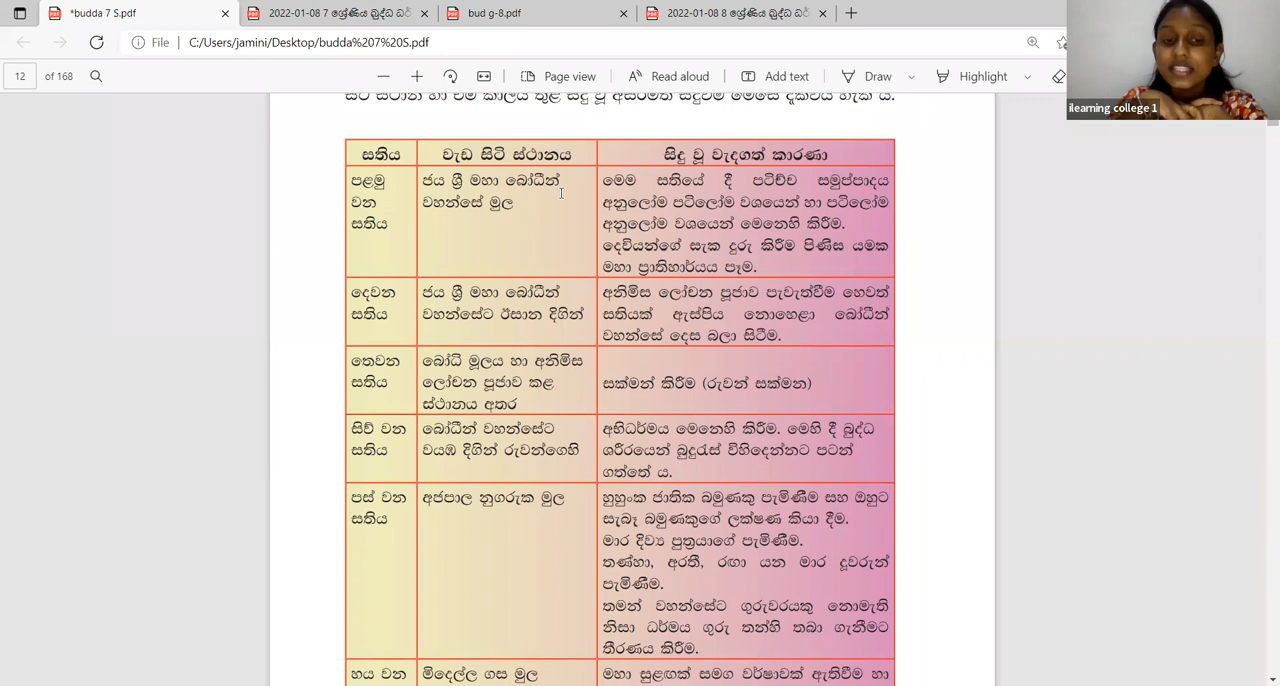 *budda 7 S.pdf
2022-01-08 7 ශ්‍රේණිය බුද්ධ ධර්
bud g-8.pdf
2022-01-08 8 ශ්‍රේණිය බුද්ධ ධර්
File
C:/Users/jamini/Desktop/budda%207%20S.pdf
12 of 168
Page view
Read aloud
Add text
Draw
Highlight
ilearning college 1
සතිය
වැඩ සිටි ස්ථානය
සිදු වූ වැදගත් කාරණා
පළමු
වන
සතිය
ජය ශ්‍රී මහා බෝධීන්
වහන්සේ මුල
මෙම සතියේ දී පටිච්ච සමුප්පාදය
අනුලෝම පටිලෝම වශයෙන් හා පටිලෝම
අනුලෝම වශයෙන් මෙනෙහි කිරීම.
දෙවියන්ගේ සැක දුරු කිරීම පිණිස යමක
මහා ප්‍රාතිහාර්යය පෑම.
දෙවන
සතිය
ජය ශ්‍රී මහා බෝධීන්
වහන්සේට ඊසාන දිගින්
අනිමිස ලෝචන පූජාව පැවැත්වීම හෙවත්
සතියක් ඇස්පිය නොහෙළා බෝධීන්
වහන්සේ දෙස බලා සිටීම.
තෙවන
සතිය
බෝධි මූලය හා අනිමිස
ලෝචන පූජාව කළ
ස්ථානය අතර
සක්මන් කිරීම (රුවන් සක්මන)
සිව් වන
සතිය
බෝධීන් වහන්සේට
වයඹ දිගින් රුවන්ගෙහි
අභිධර්මය මෙනෙහි කිරීම. මෙහි දී බුද්ධ
ශරීරයෙන් බුදුරැස් විහිදෙන්නට පටන්
ගත්තේ ය.
පස් වන
සතිය
අජපාල නුගරුක මුල
හුහුංක ජාතික බමුණකු පැමිණීම සහ ඔහුට
සැබෑ බමුණකුගේ ලක්ෂණ කියා දීම.
මාර දිව්‍ය පුත්‍රයාගේ පැමිණීම.
තණ්හා, අරතී, රඟා යන මාර දූවරුන්
පැමිණීම.
තමන් වහන්සේට ගුරුවරයකු නොමැති
නිසා ධර්මය ගුරු තන්හි තබා ගැනීමට
තීරණය කිරීම.
හය වන
මිදෙල්ල ගස මුල
මහා සුළඟක් සමග වර්ෂාවක් ඇතිවීම හා